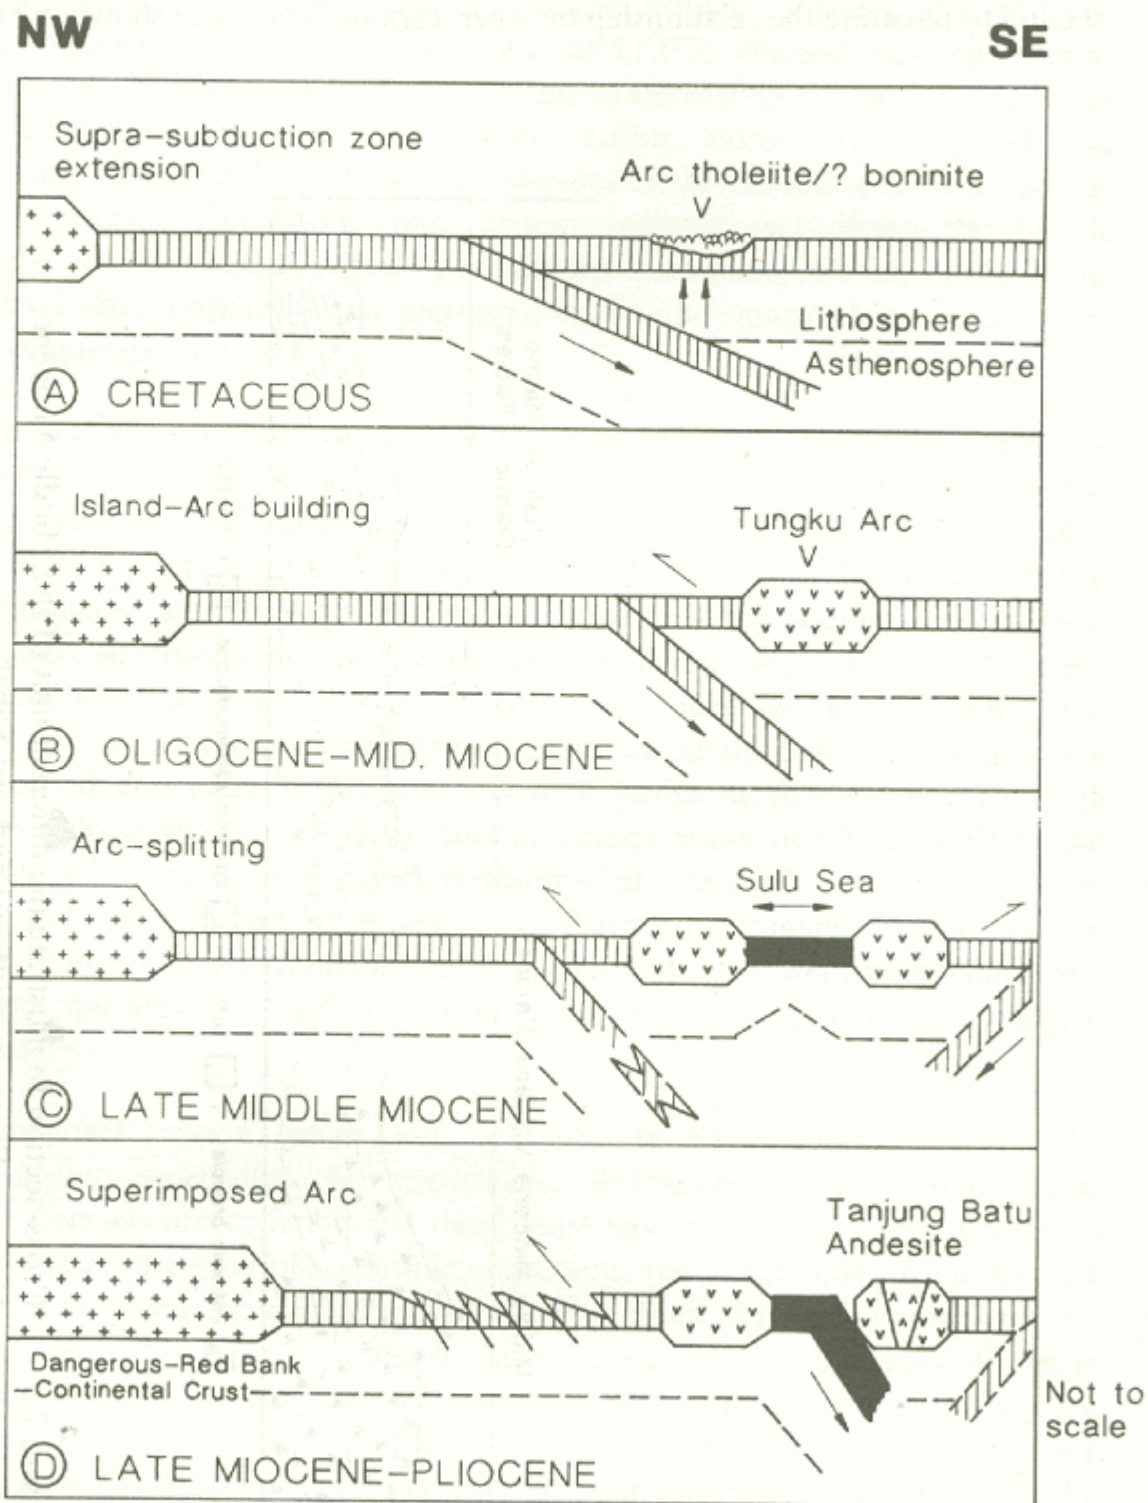 NW
SE
Supra-subduction zone
extension
Arc tholeiite/? boninite
V
Lithosphere
Asthenosphere
A CRETACEOUS
Island-Arc building
Tungku Arc
V
B OLIGOCENE-MID. MIOCENE
Arc-splitting
Sulu Sea
C LATE MIDDLE MIOCENE
Superimposed Arc
Tanjung Batu
Andesite
Dangerous-Red Bank
Continental Crust
Not to
scale
D LATE MIOCENE-PLIOCENE